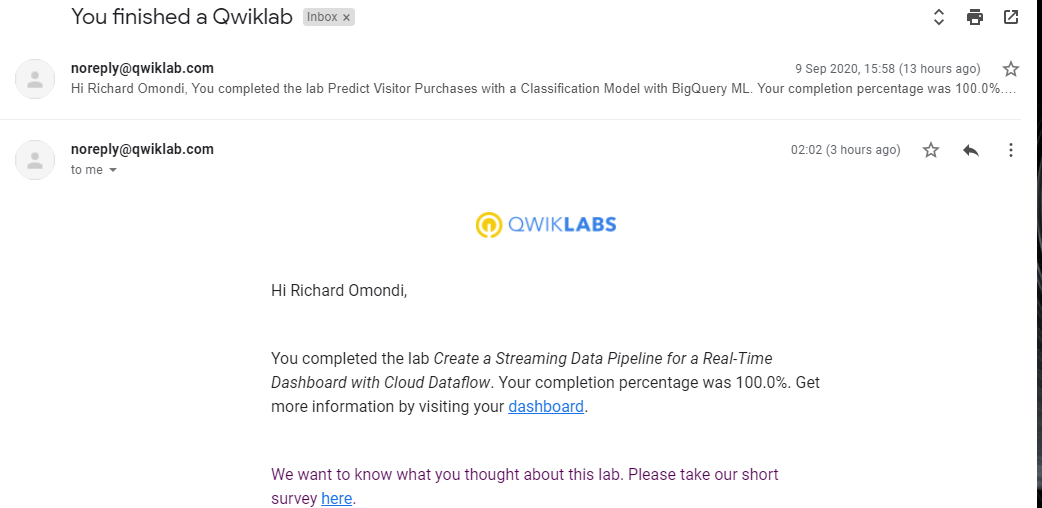 You finished a Qwiklab Inbox ×
noreply@qwiklab.com 9 Sep 2020, 15:58 (13 hours ago)
Hi Richard Omondi, You completed the lab Predict Visitor Purchases with a Classification Model with BigQuery ML. Your completion percentage was 100.0%....
noreply@qwiklab.com 02:02 (3 hours ago)
to me
QWIKLABS
Hi Richard Omondi,
You completed the lab Create a Streaming Data Pipeline for a Real-Time
Dashboard with Cloud Dataflow. Your completion percentage was 100.0%. Get
more information by visiting your dashboard.
We want to know what you thought about this lab. Please take our short
survey here.